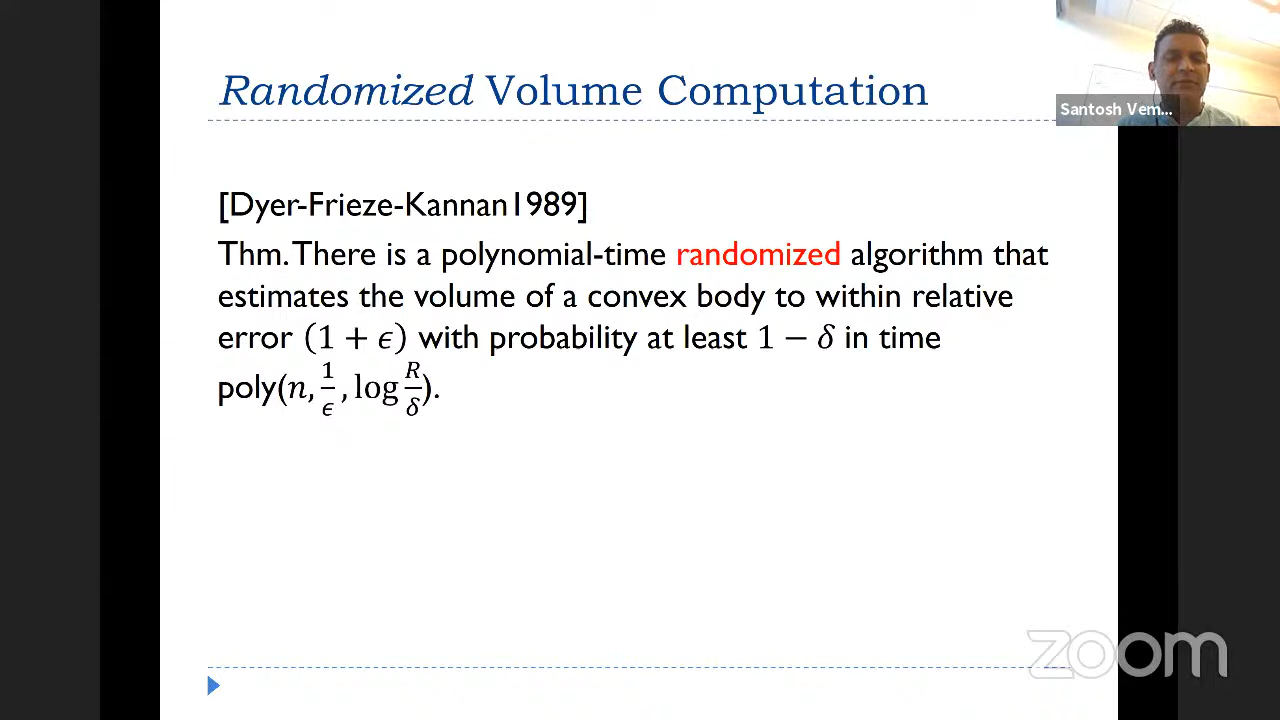 Randomized Volume Computation
Santosh Vem...
[Dyer-Frieze-Kannan1989]
Thm. There is a polynomial-time randomized algorithm that
estimates the volume of a convex body to within relative
error (1 + ϵ) with probability at least 1 − δ in time
poly(n, 1/ϵ, log R/δ).
zoom